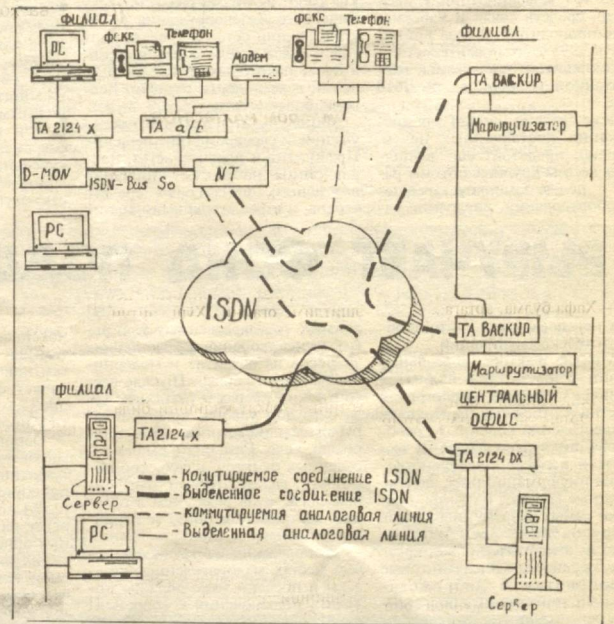 ФИЛИАЛ
PC
ФАКС
Телефон
Модем
ФАКС
Телефон
ФИЛИАЛ
TA BACKUP
TA 2124 X
TA a/b
Маршрутизатор
D-MON
ISDN-Bus So
NT
PC
ISDN
TA BACKUP
Маршрутизатор
ФИЛИАЛ
ЦЕНТРАЛЬНЫЙ
ОФИС
TA 2124 X
TA 2124 DX
- Комутируемое соединение ISDN
- Выделенное соединение ISDN
- коммутируемая аналоговая линия
- Выделенная аналоговая линия
Сервер
PC
Сервер